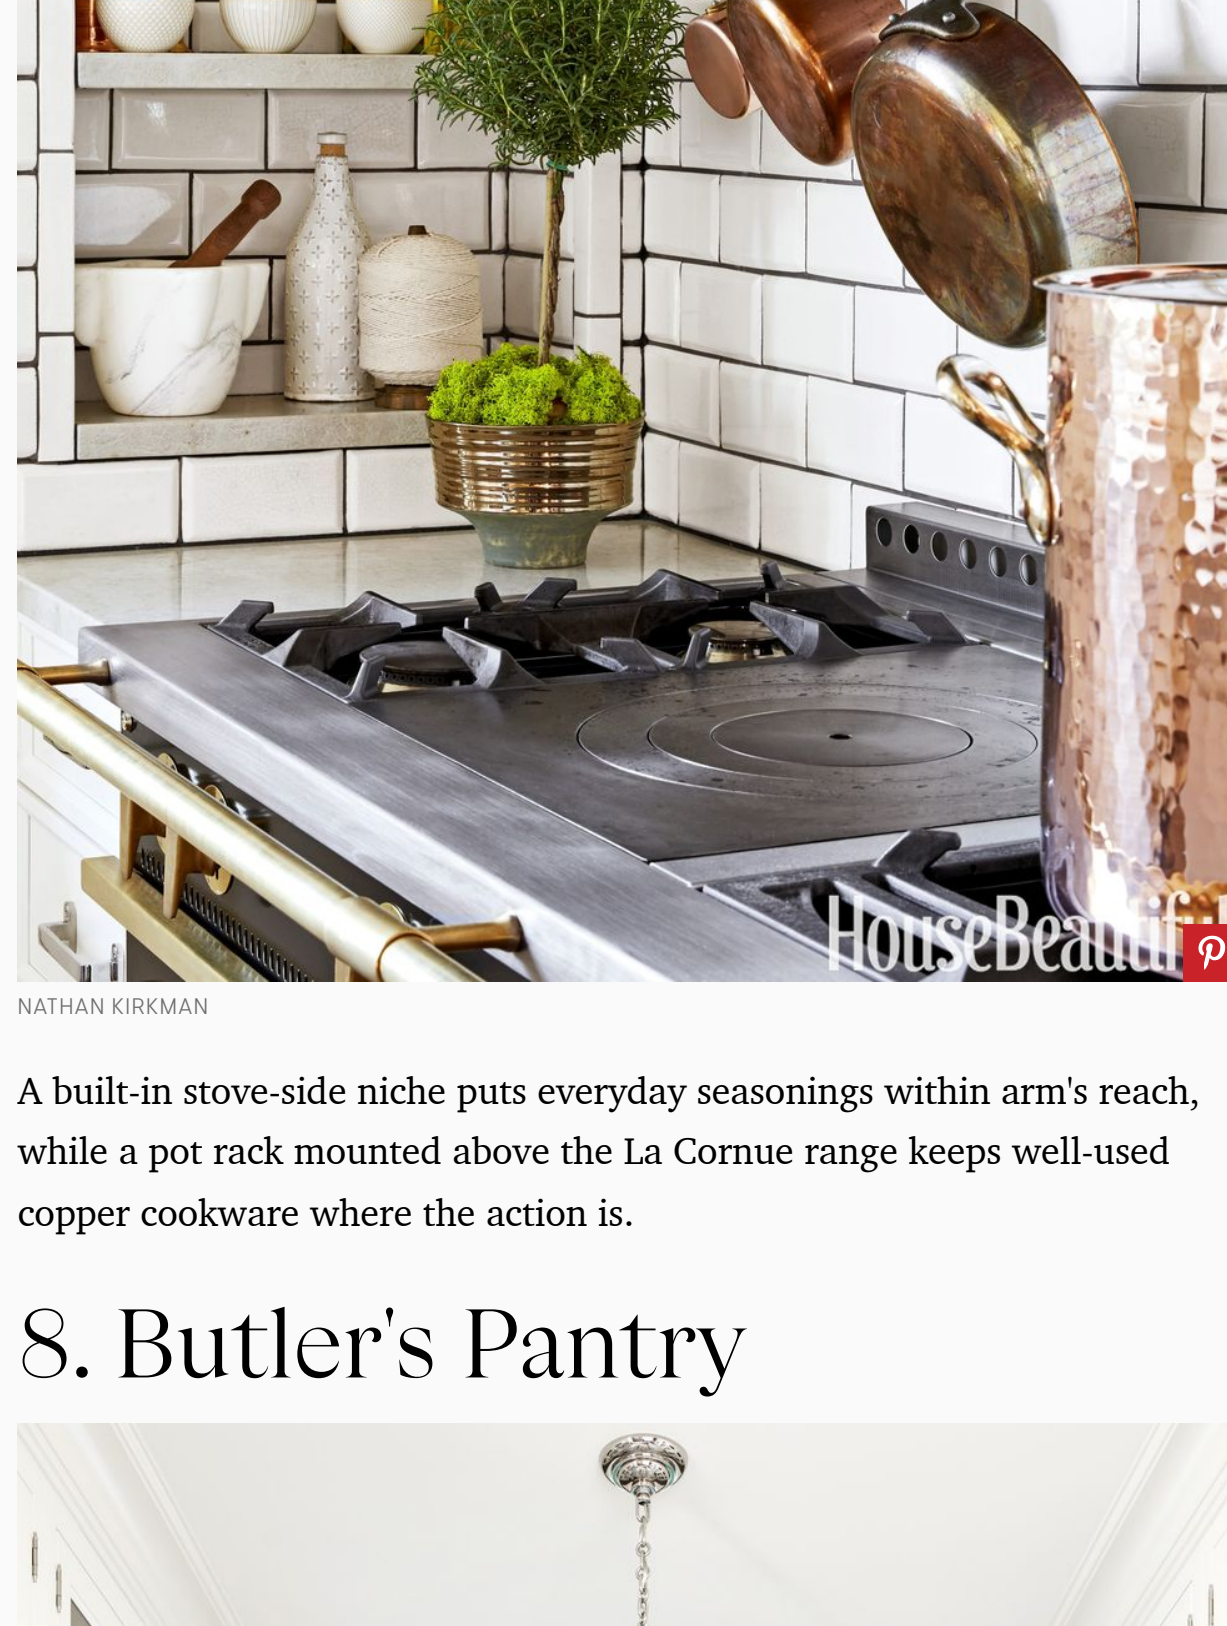 HouseBeautifu
NATHAN KIRKMAN
A built-in stove-side niche puts everyday seasonings within arm's reach,
while a pot rack mounted above the La Cornue range keeps well-used
copper cookware where the action is.
8. Butler's Pantry